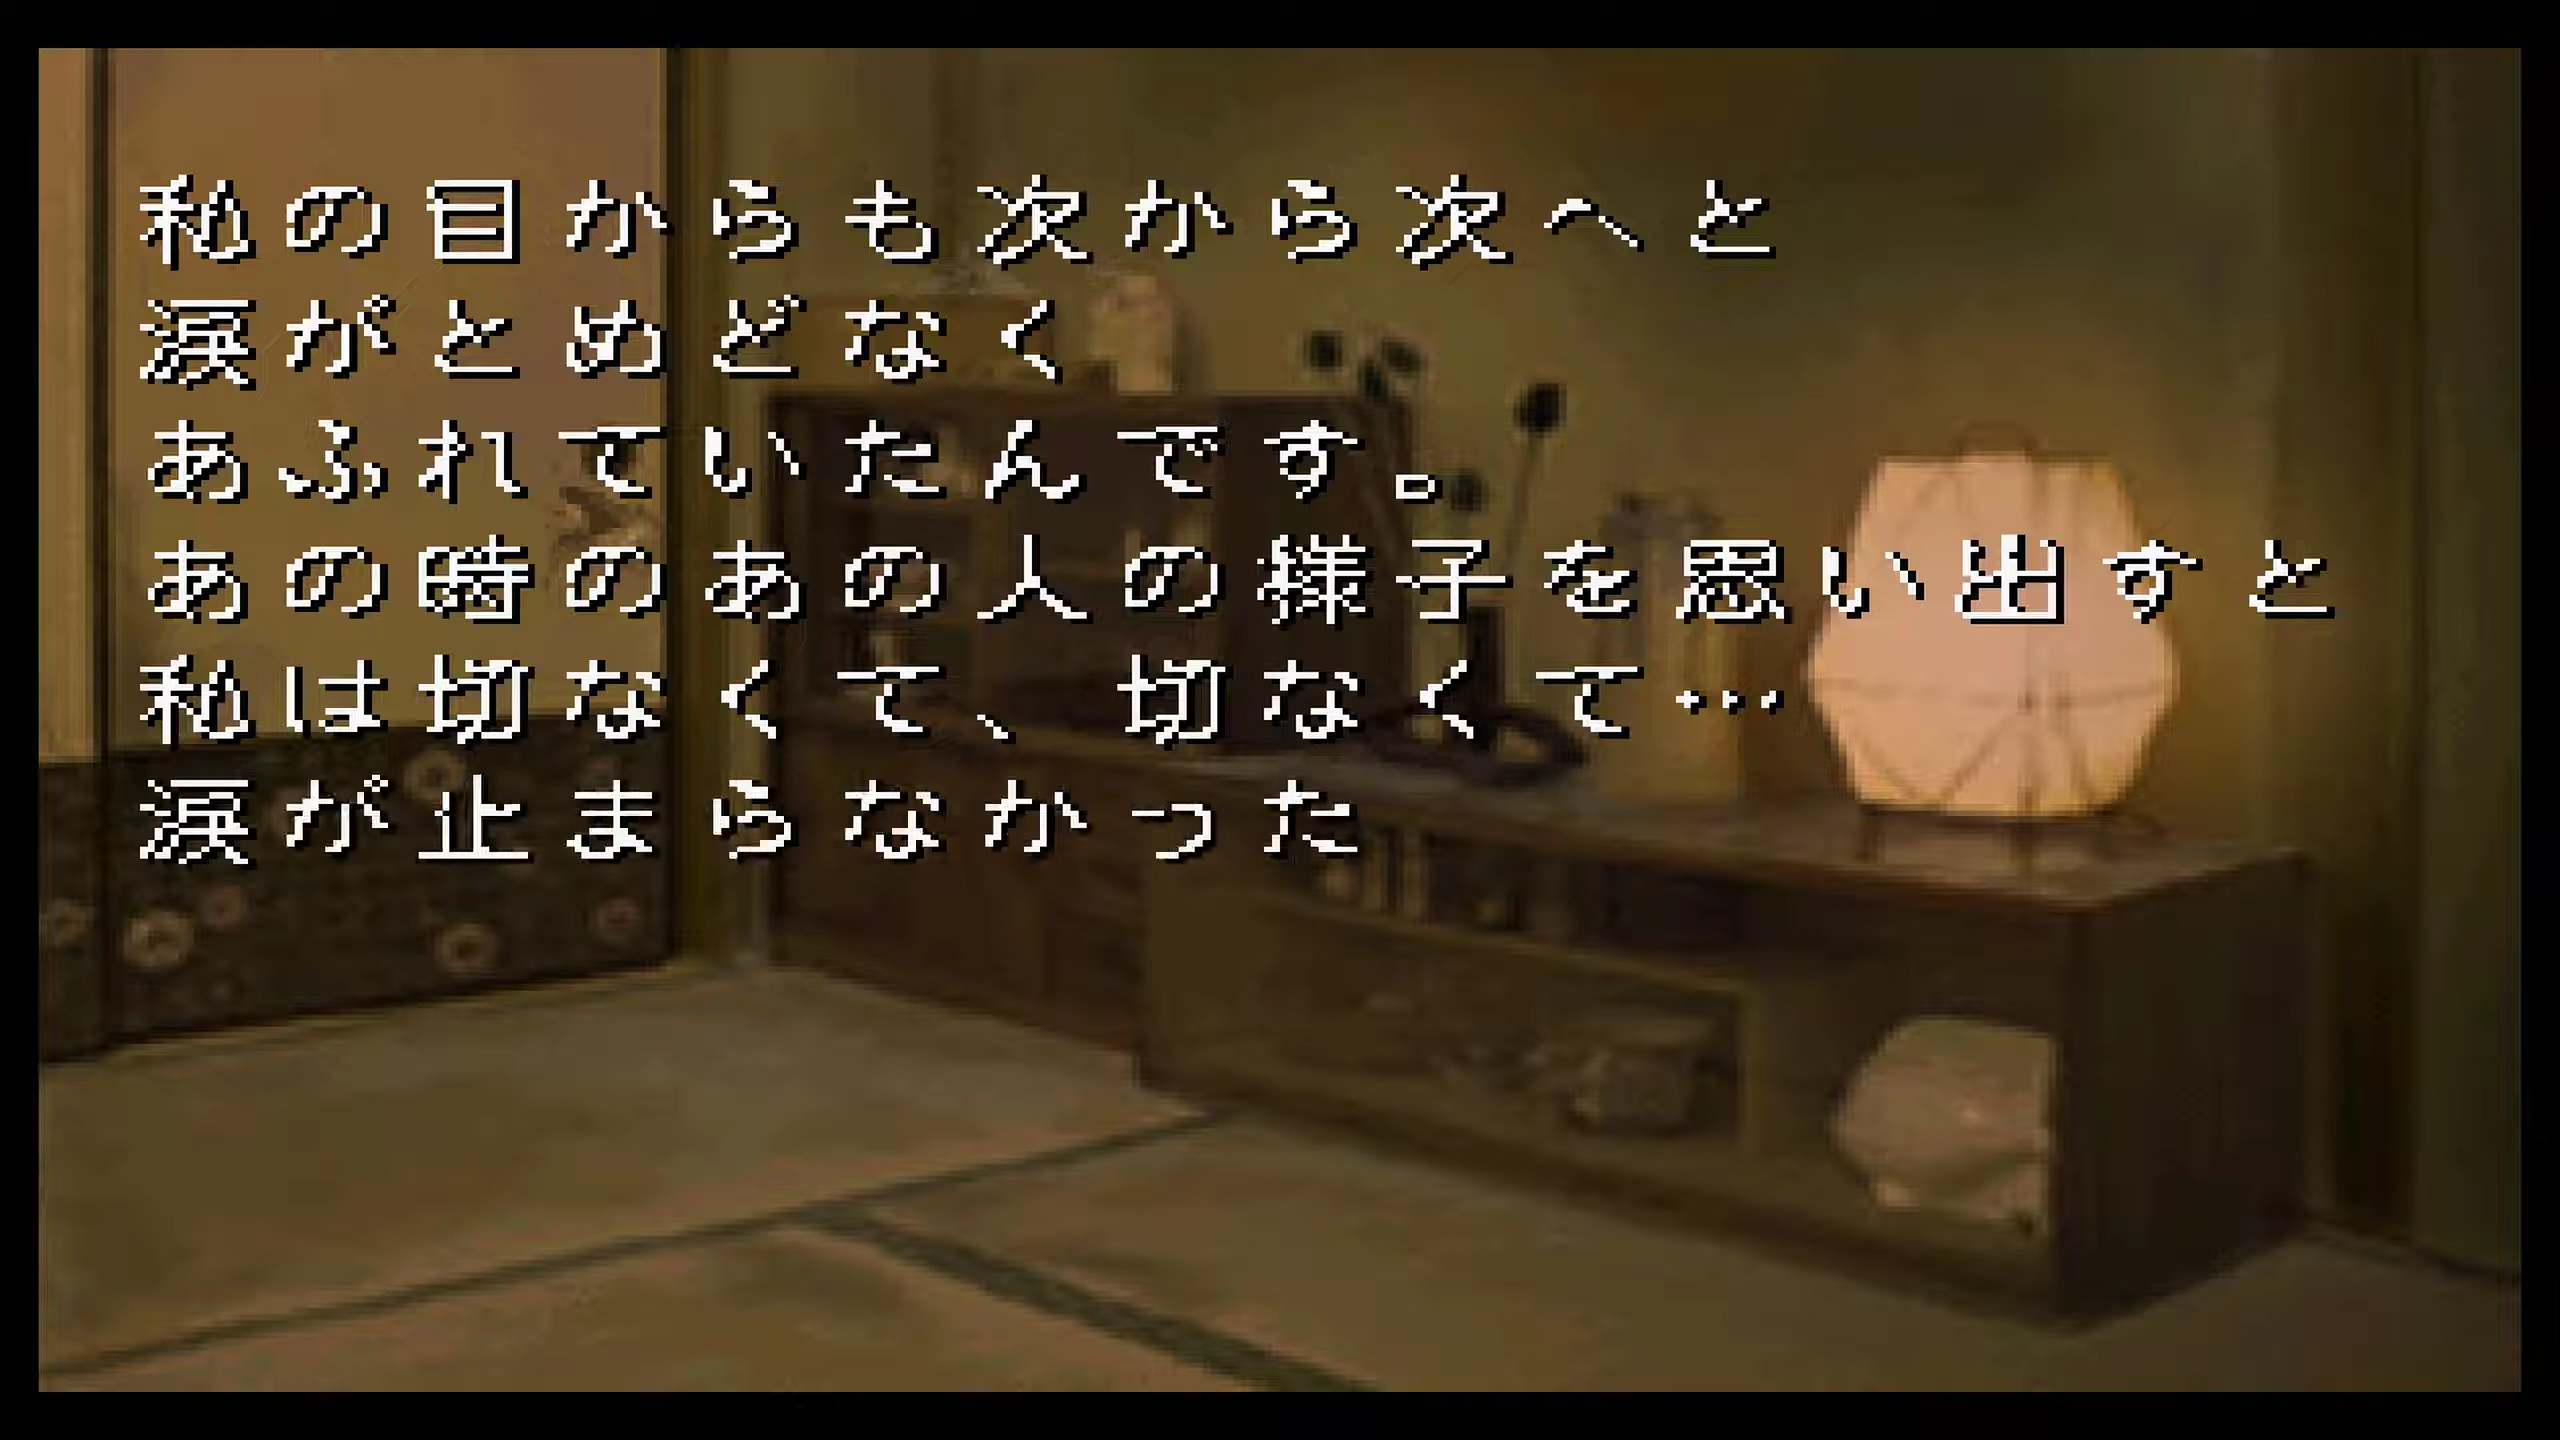 私の目からも次から次へと
涙がとめどなく
あふれていたんです。
あの時のあの人の様子を思い出すと
私は切なくて、切なくて…
涙が止まらなかった